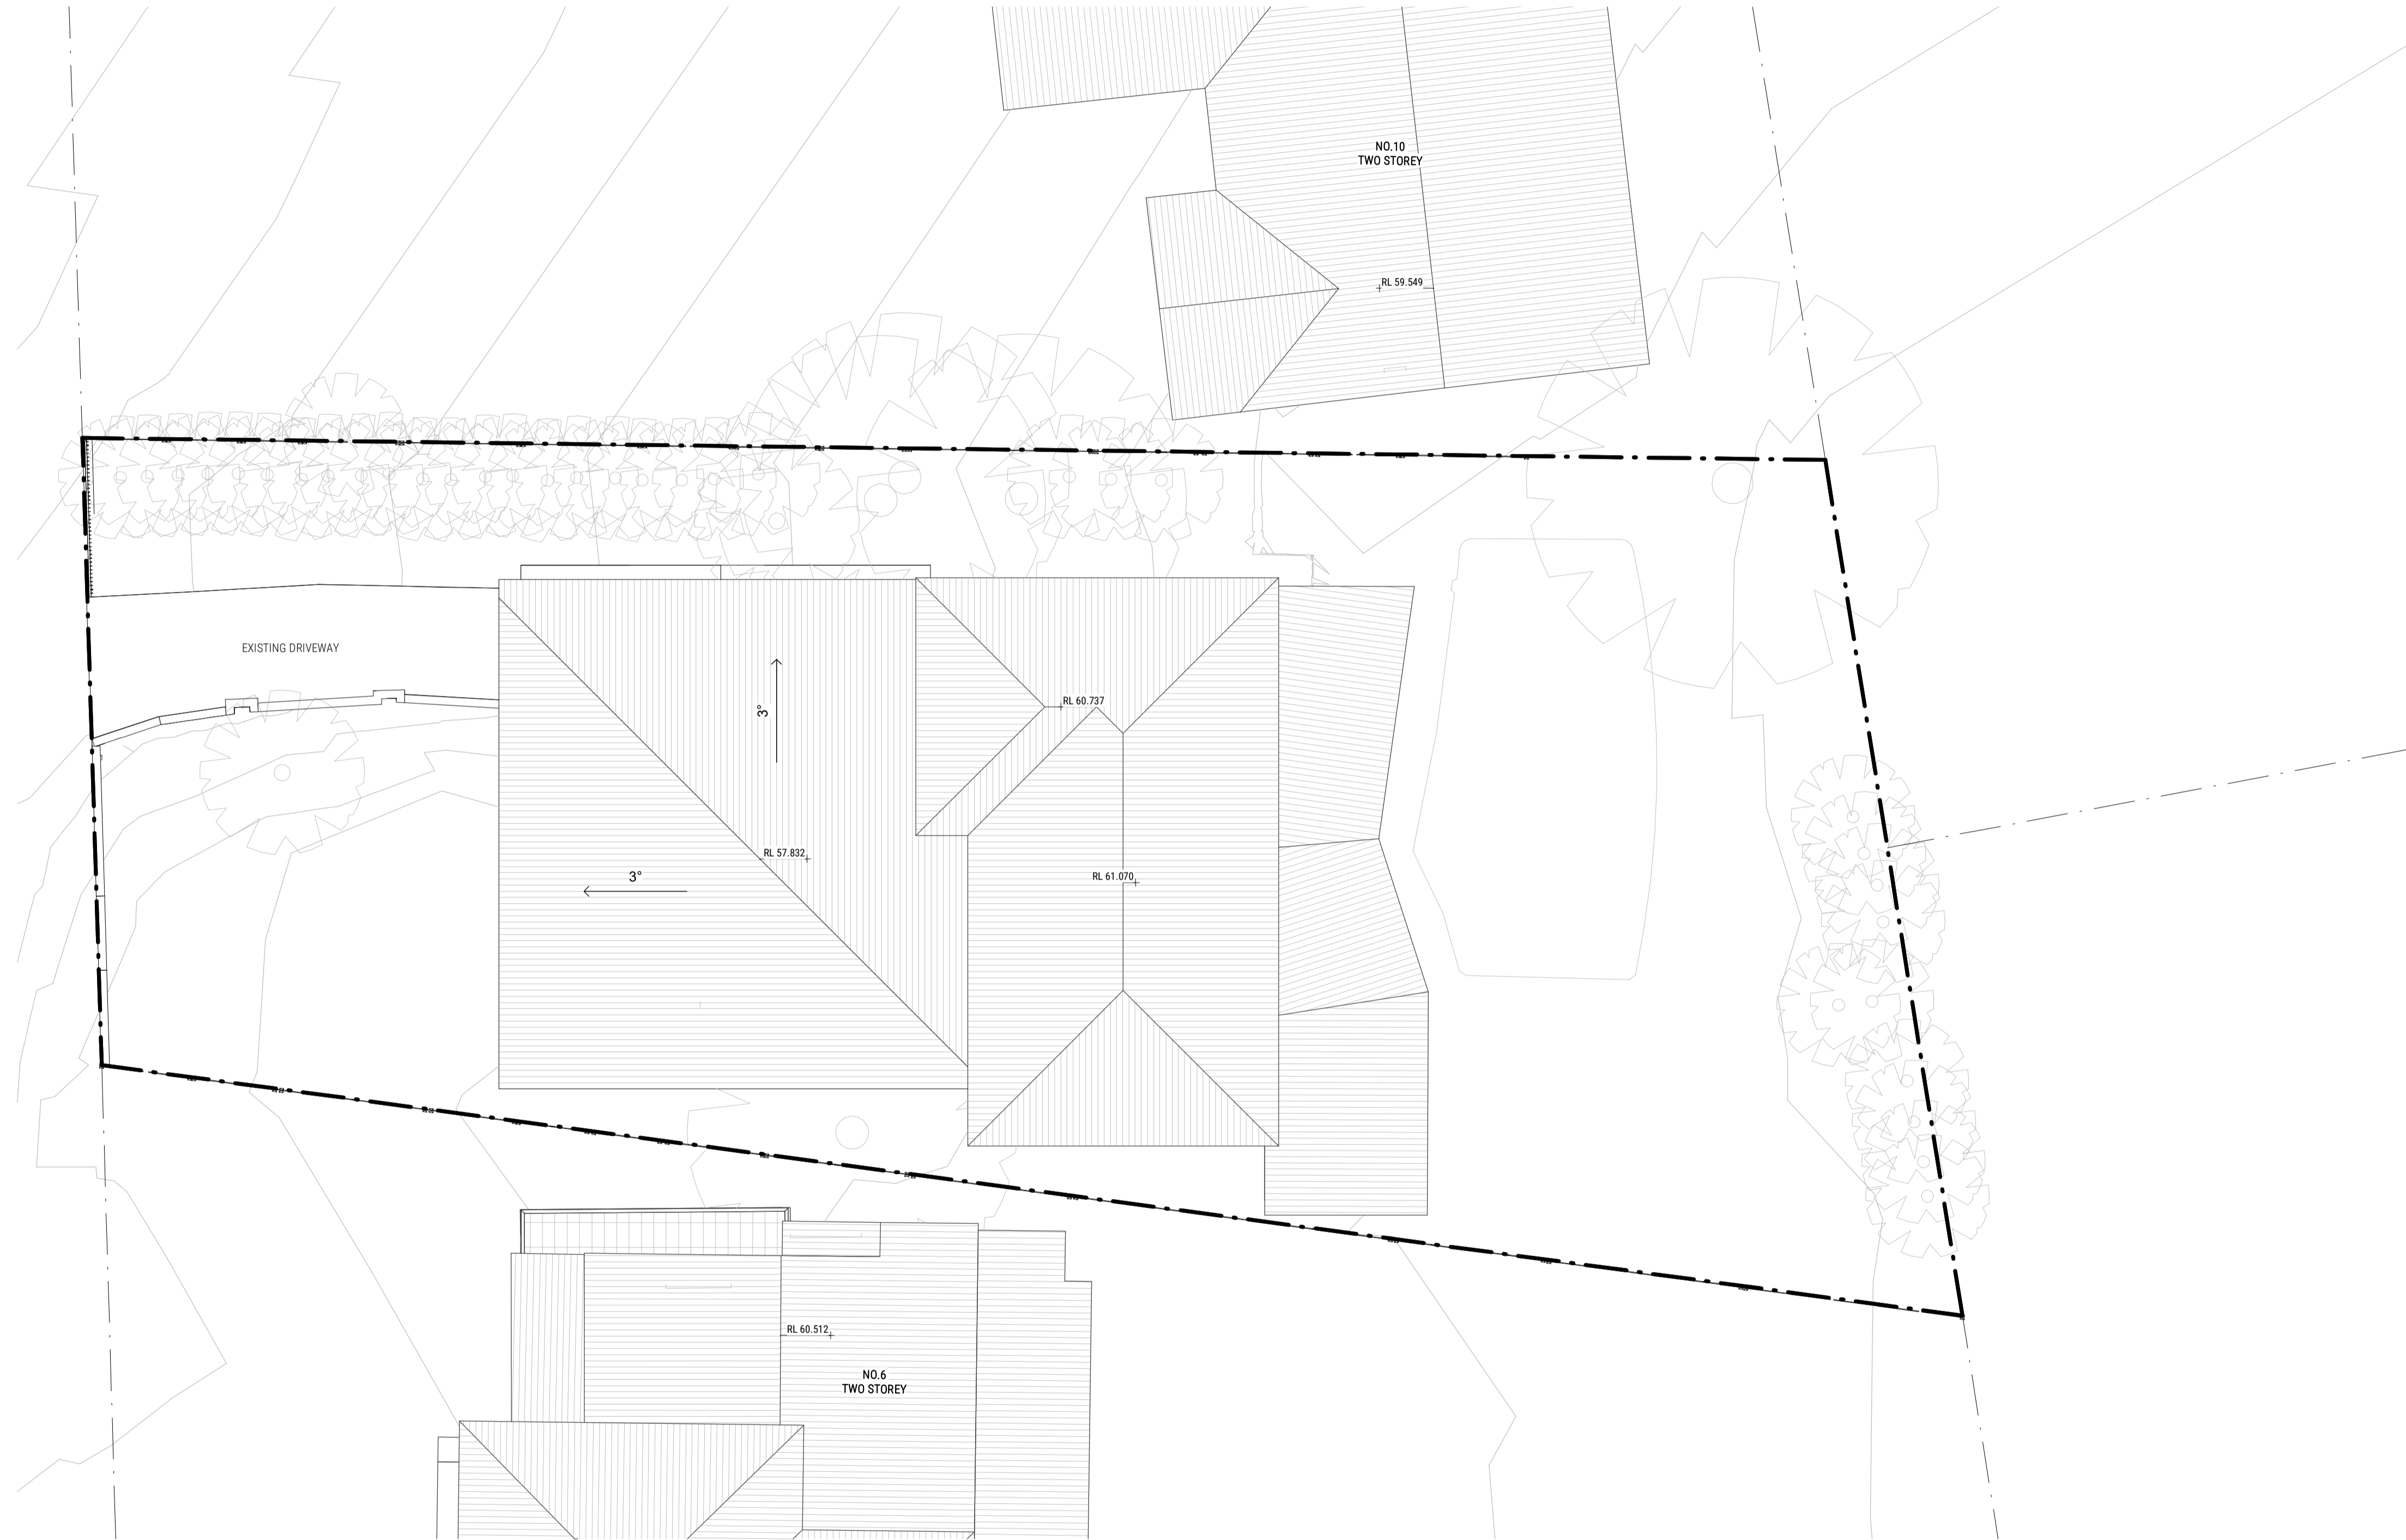 NO.10
TWO STOREY
RL 59.549
EXISTING DRIVEWAY
3°
RL 60.737
RL 57.832
3°
RL 61.070
RL 60.512
NO.6
TWO STOREY